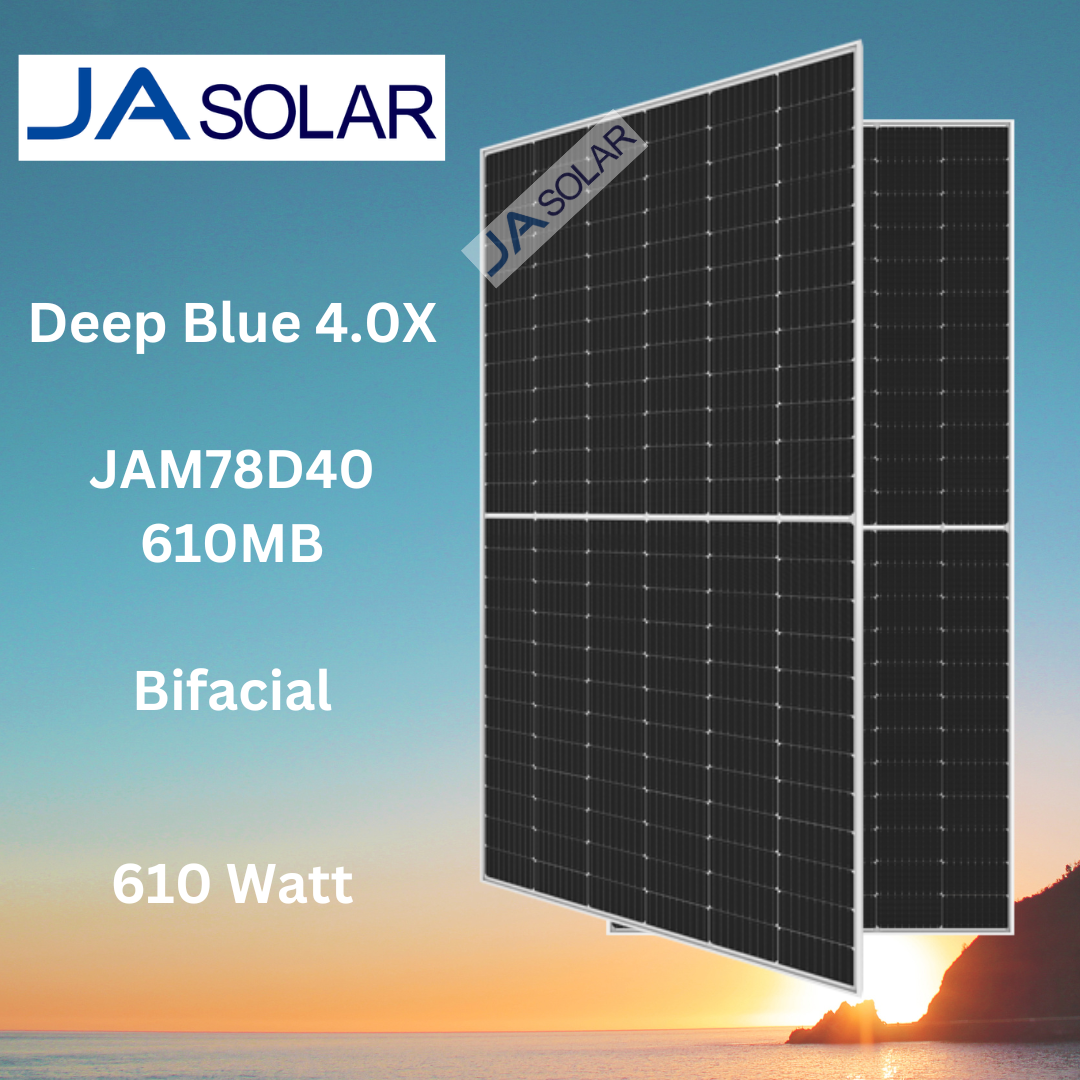 JA SOLAR
JA SOLAR
Deep Blue 4.0X
JAM78D40
610MB
Bifacial
610 Watt